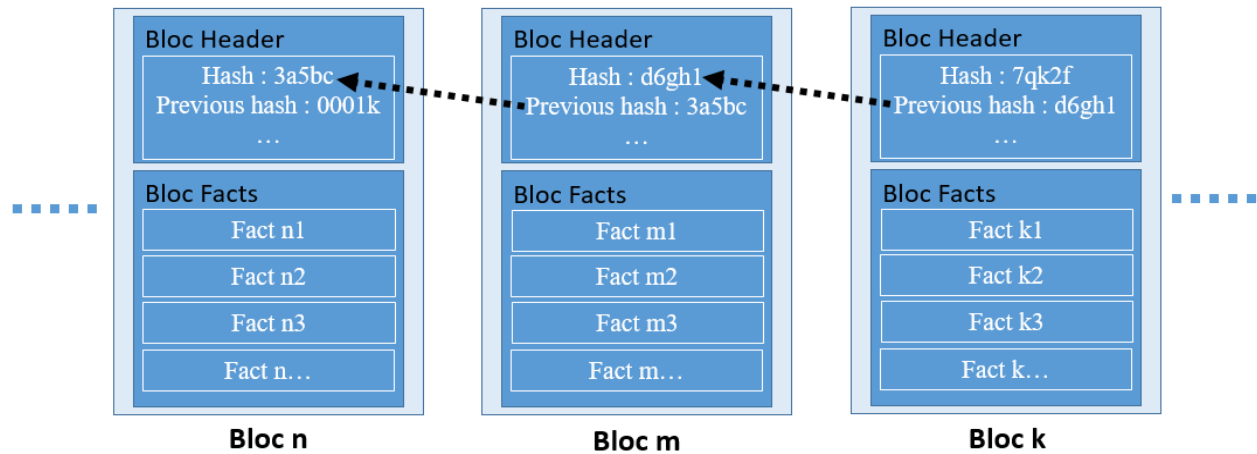 Bloc Header
Hash : 3a5bc
Previous hash : 0001k
…
Bloc Facts
Fact n1
Fact n2
Fact n3
Fact n…
Bloc n
Bloc Header
Hash : d6gh1
Previous hash : 3a5bc
…
Bloc Facts
Fact m1
Fact m2
Fact m3
Fact m…
Bloc m
Bloc Header
Hash : 7qk2f
Previous hash : d6gh1
…
Bloc Facts
Fact k1
Fact k2
Fact k3
Fact k…
Bloc k